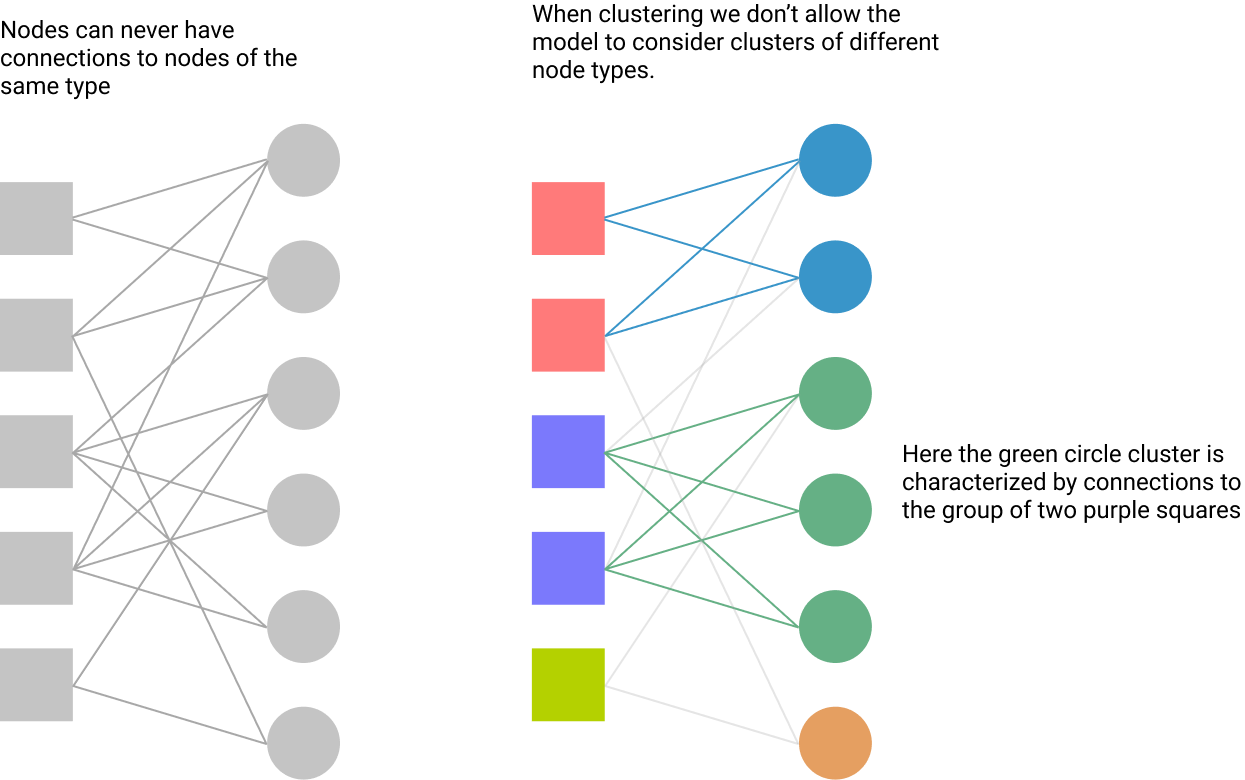 Nodes can never have
connections to nodes of the
same type
When clustering we don’t allow the
model to consider clusters of different
node types.
Here the green circle cluster is
characterized by connections to
the group of two purple squares